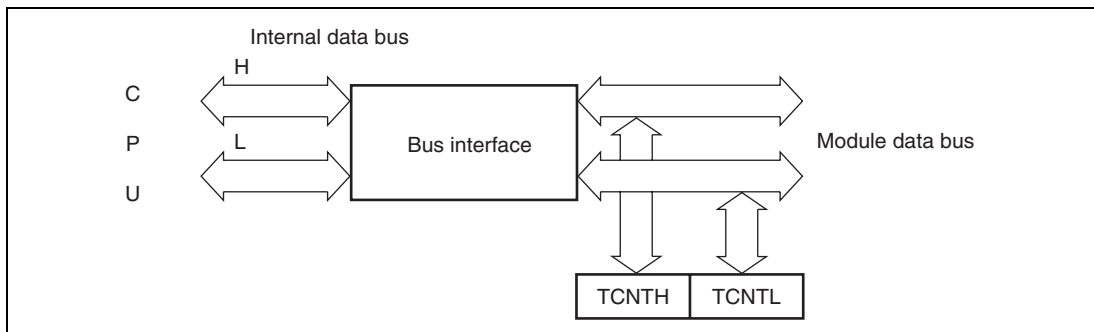 Internal data bus
H
C
P
L
U
Bus interface
Module data bus
TCNTH
TCNTL